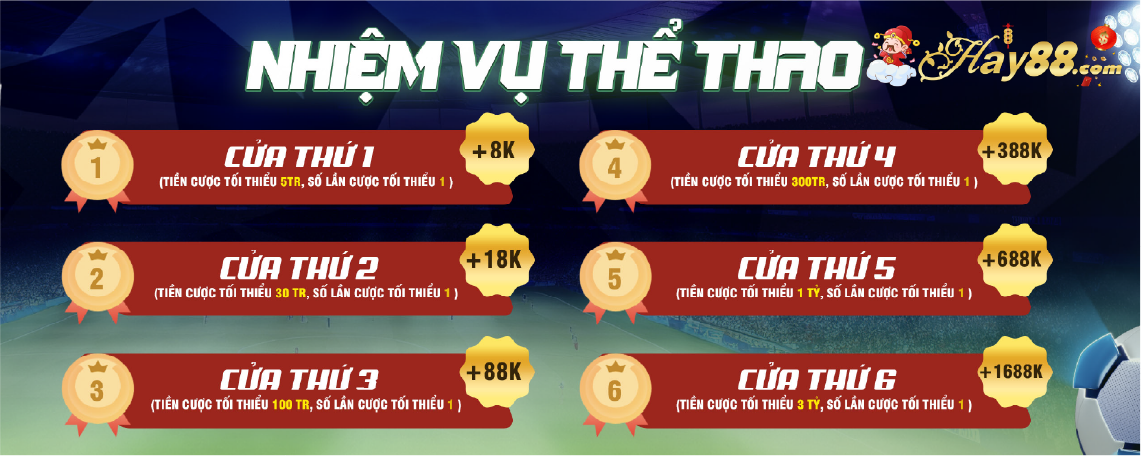 NHIỆM VỤ THỂ THAO
Hay88.com
1
CỬA THỨ 1
(TIỀN CƯỢC TỐI THIỂU 5TR, SỐ LẦN CƯỢC TỐI THIỂU 1 )
+8K
2
CỬA THỨ 2
(TIỀN CƯỢC TỐI THIỂU 30 TR, SỐ LẦN CƯỢC TỐI THIỂU 1 )
+18K
3
CỬA THỨ 3
(TIỀN CƯỢC TỐI THIỂU 100 TR, SỐ LẦN CƯỢC TỐI THIỂU 1 )
+88K
4
CỬA THỨ 4
(TIỀN CƯỢC TỐI THIỂU 300TR, SỐ LẦN CƯỢC TỐI THIỂU 1 )
+388K
5
CỬA THỨ 5
(TIỀN CƯỢC TỐI THIỂU 1 TỶ, SỐ LẦN CƯỢC TỐI THIỂU 1 )
+688K
6
CỬA THỨ 6
(TIỀN CƯỢC TỐI THIỂU 3 TỶ, SỐ LẦN CƯỢC TỐI THIỂU 1 )
+1688K